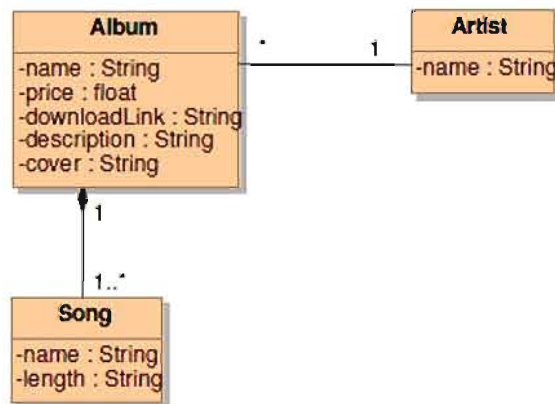 Album
-name : String
-price : float
-downloadLink : String
-description : String
-cover : String
*
1
Artist
-name : String
1
1..*
Song
-name : String
-length : String